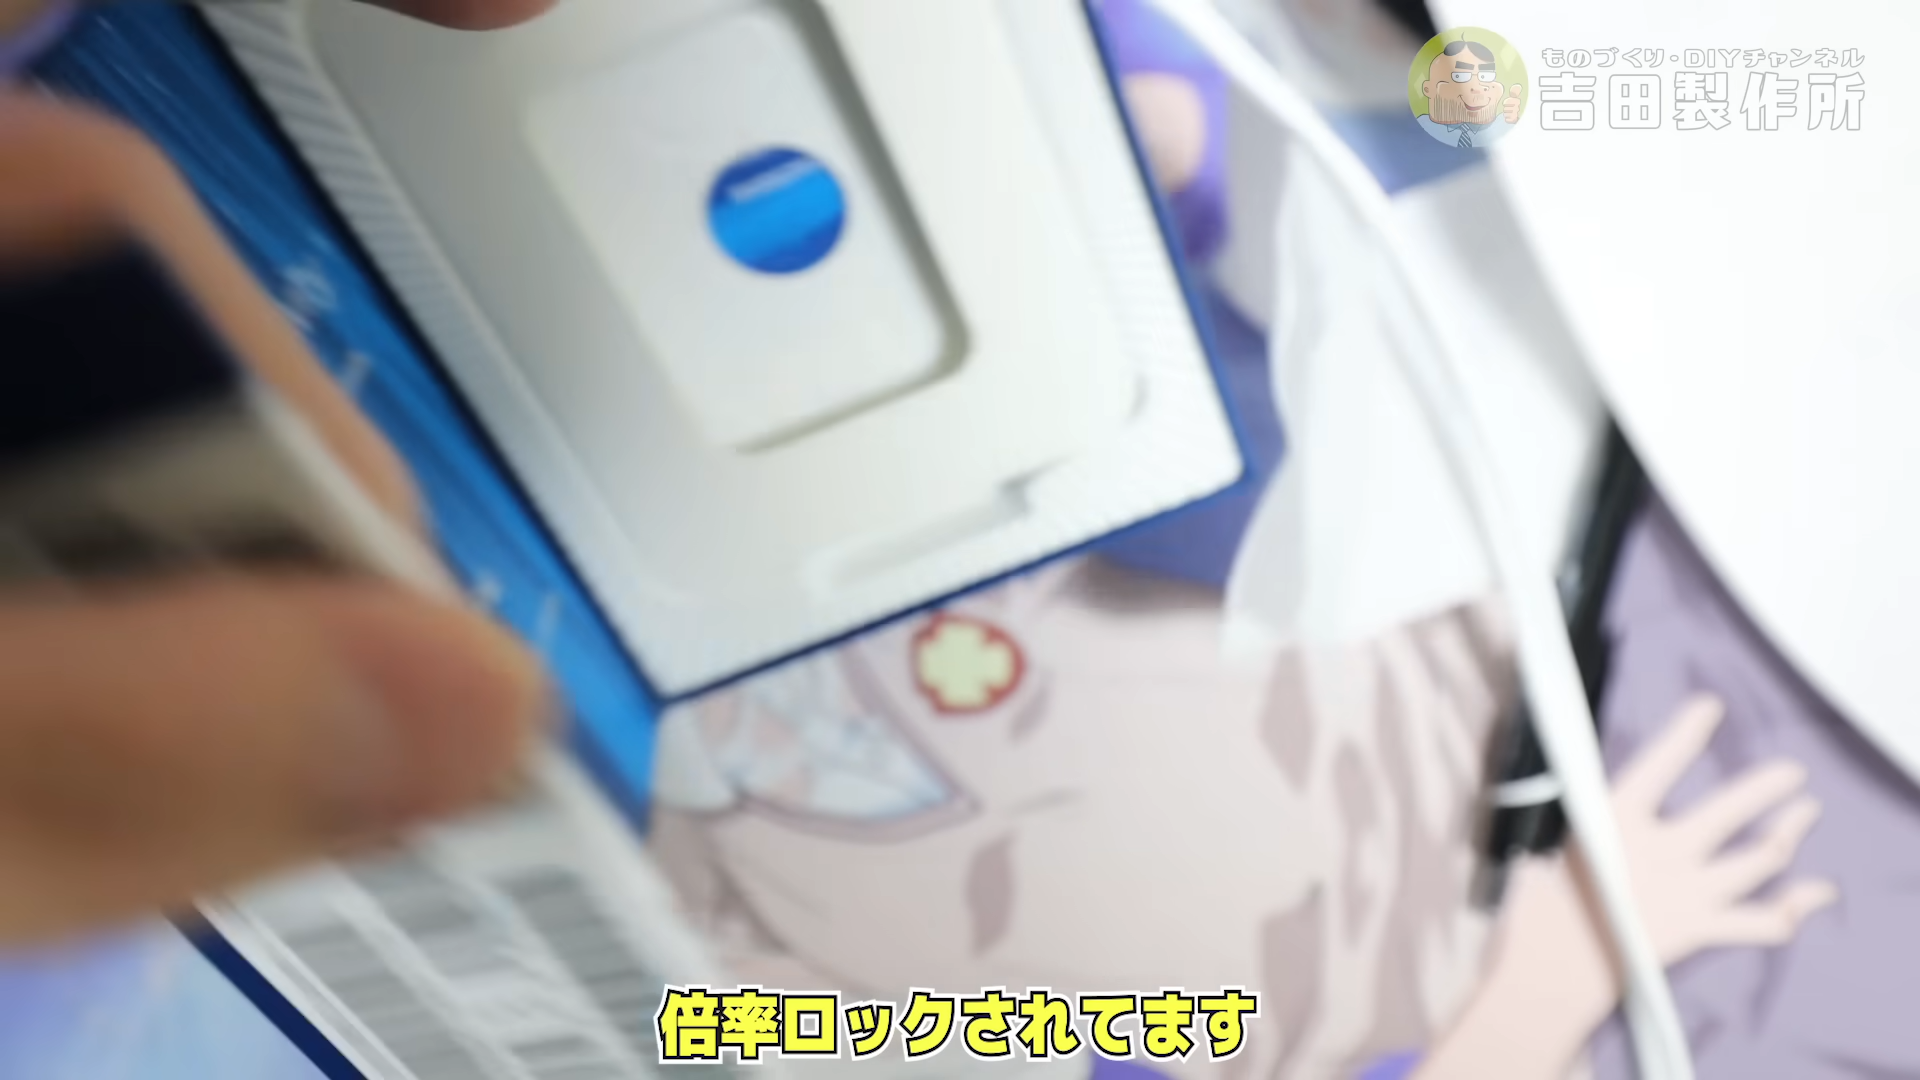 ものづくり・DIYチャンネル
吉田製作所
倍率ロックされてます